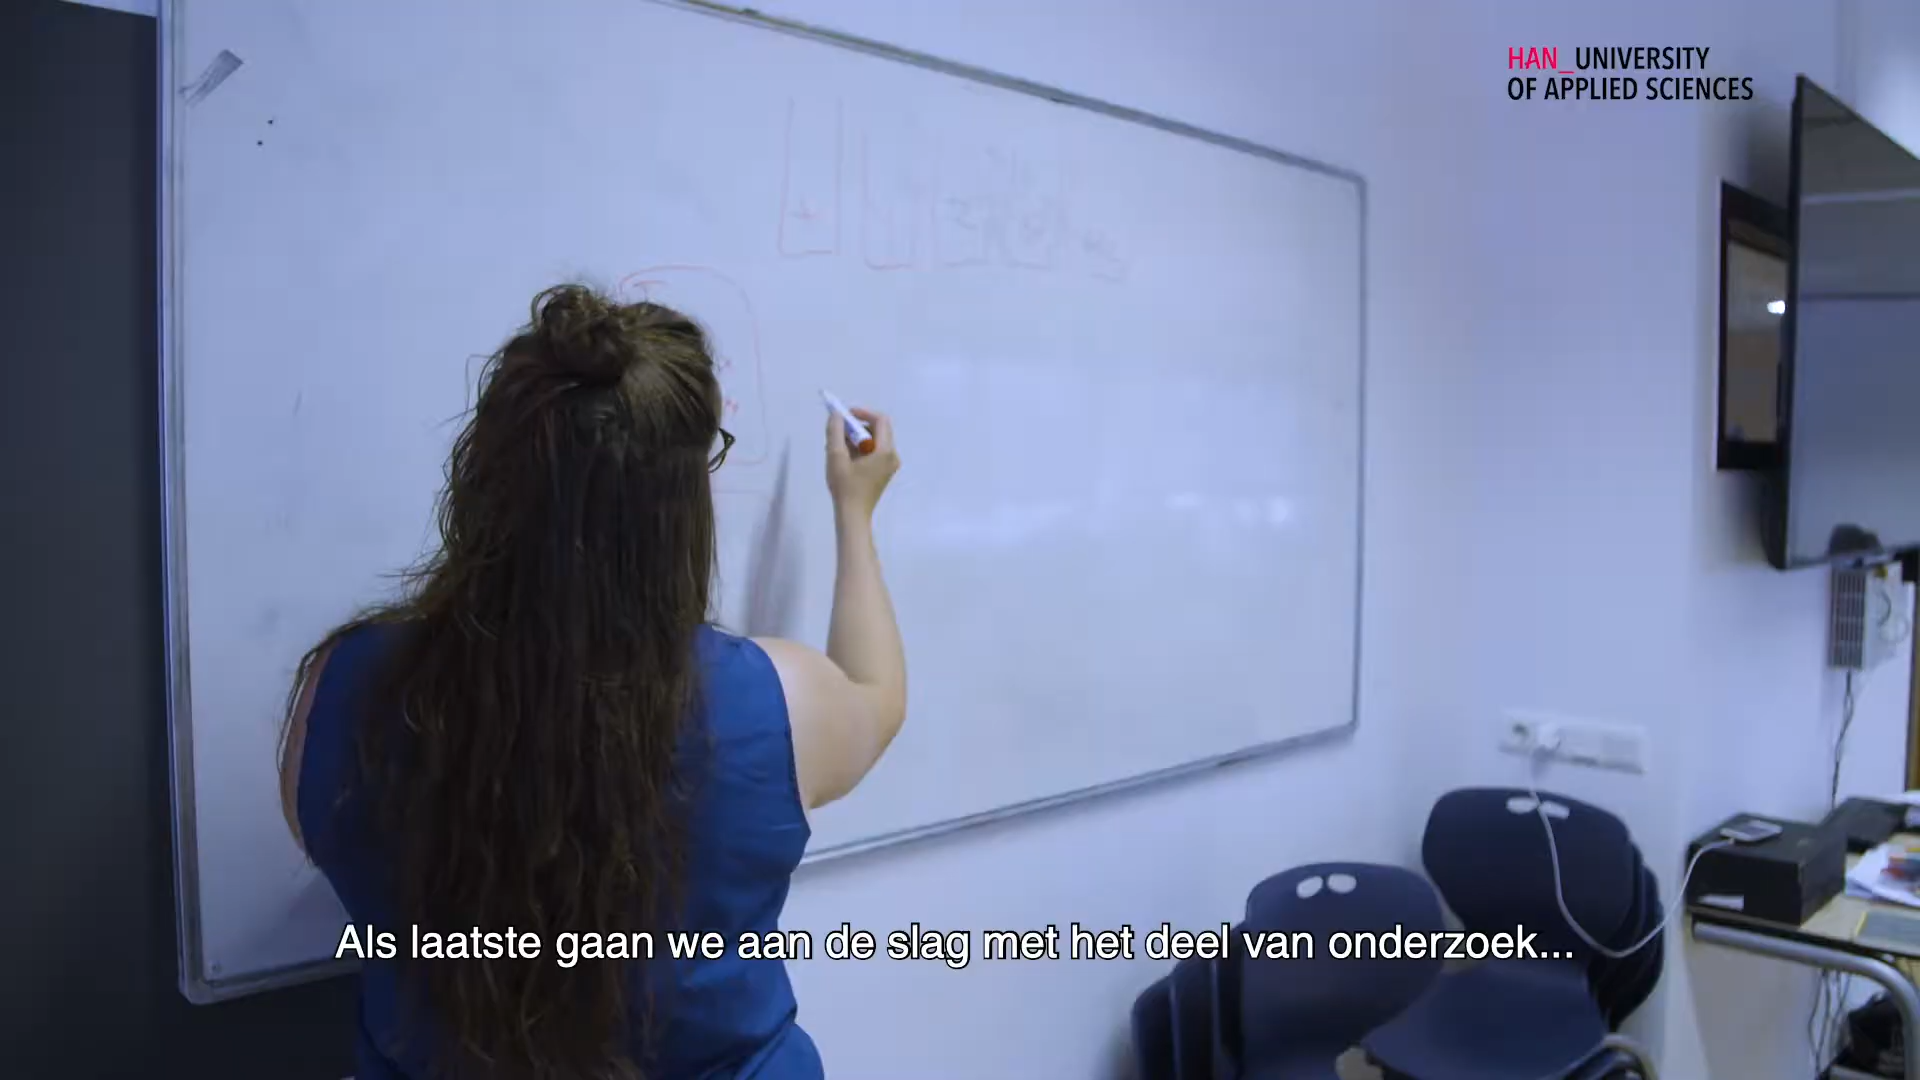 HAN_UNIVERSITY
OF APPLIED SCIENCES
Als laatste gaan we aan de slag met het deel van onderzoek...